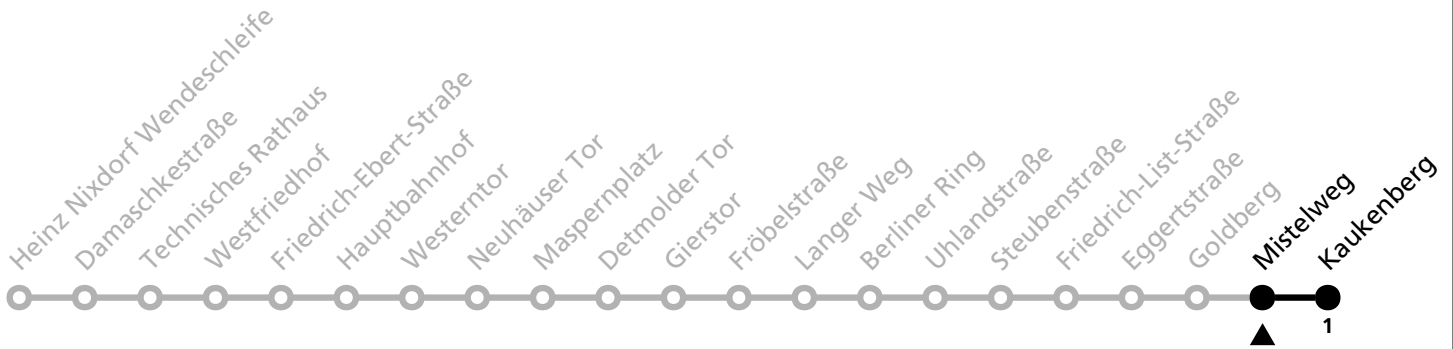 Heinz Nixdorf Wendeschleife
Damaschkestraße
Technisches Rathaus
Westfriedhof
Friedrich-Ebert-Straße
Hauptbahnhof
Westerntor
Neuhäuser Tor
Maspernplatz
Detmolder Tor
Gierstor
Fröbelstraße
Langer Weg
Berliner Ring
Uhlandstraße
Steubenstraße
Friedrich-List-Straße
Eggertstraße
Goldberg
Mistelweg
Kaukenberg
1